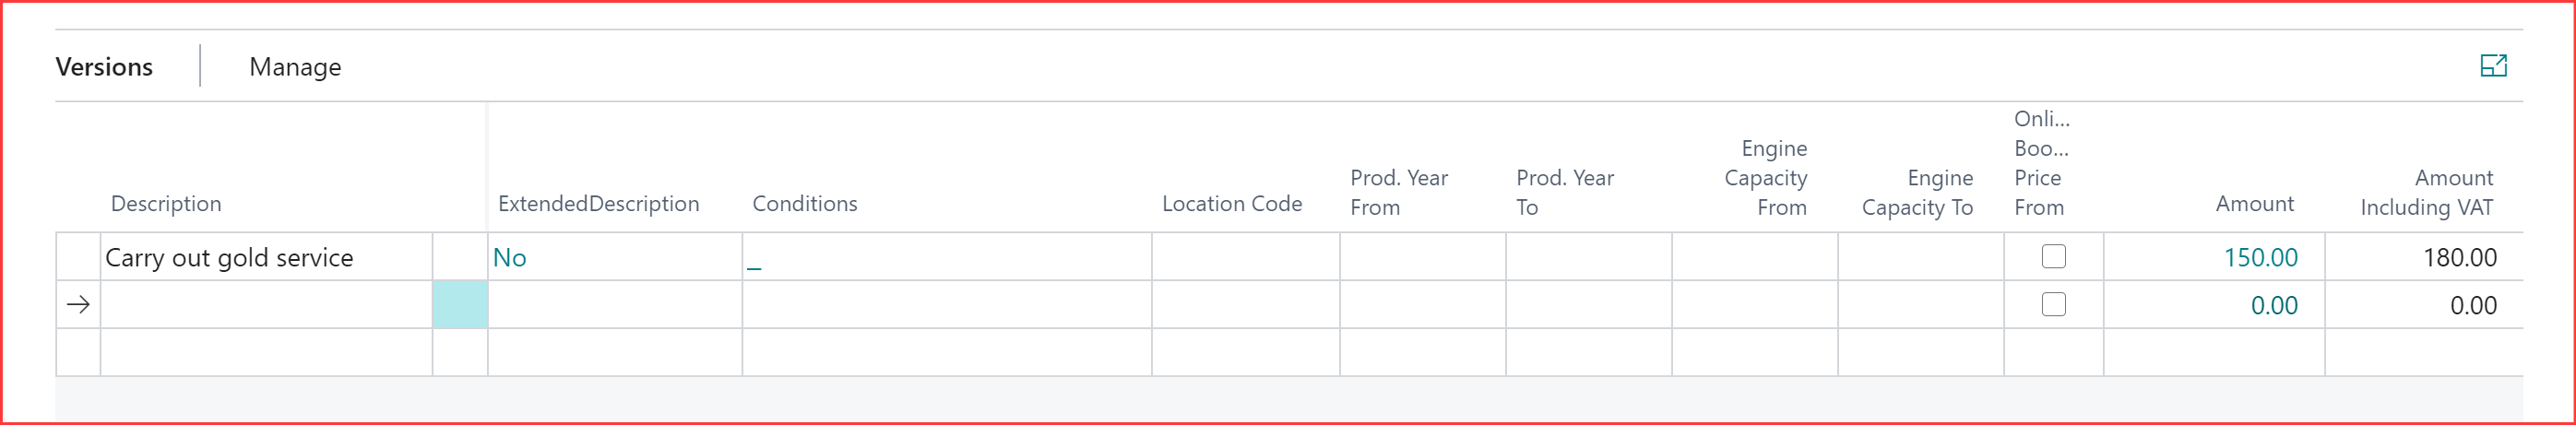 Versions Manage
Description ExtendedDescription Conditions Location Code Prod. Year From Prod. Year To Engine Capacity From Engine Capacity To Onli... Boo... Price From Amount Amount Including VAT
Carry out gold service No _ 150.00 180.00
0.00 0.00